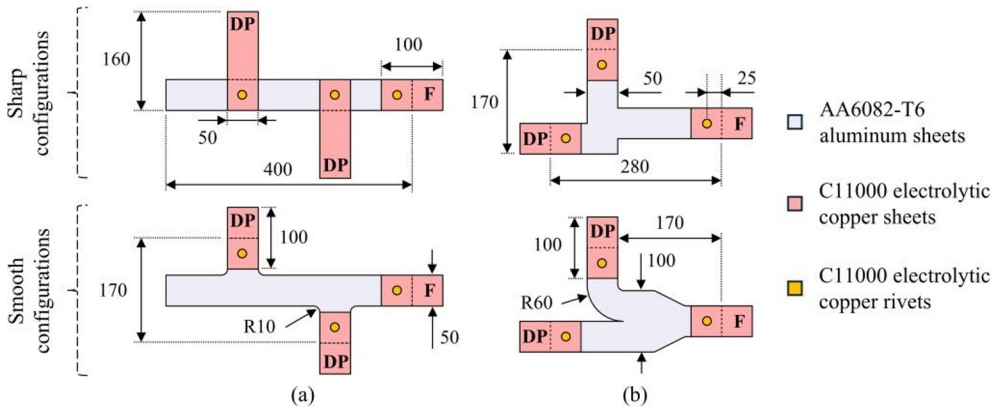 Sharp
configurations
160
DP
100
F
50
400
DP
DP
170
50
25
DP
F
280
AA6082-T6
aluminum sheets
C11000 electrolytic
copper sheets
C11000 electrolytic
copper rivets
Smooth
configurations
DP
100
170
F
R10
50
DP
DP
170
100
100
R60
DP
F
(a)
(b)